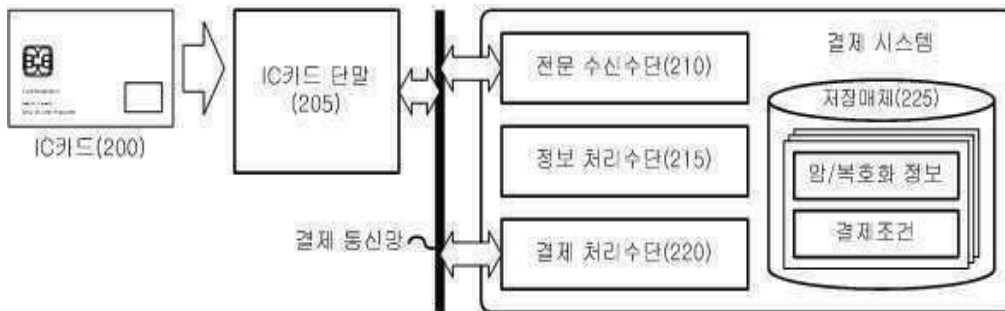 IC카드(200)
IC카드 단말
(205)
결제 통신망
결제 시스템
전문 수신수단(210)
정보 처리수단(215)
결제 처리수단(220)
저장매체(225)
암/복호화 정보
결제조건